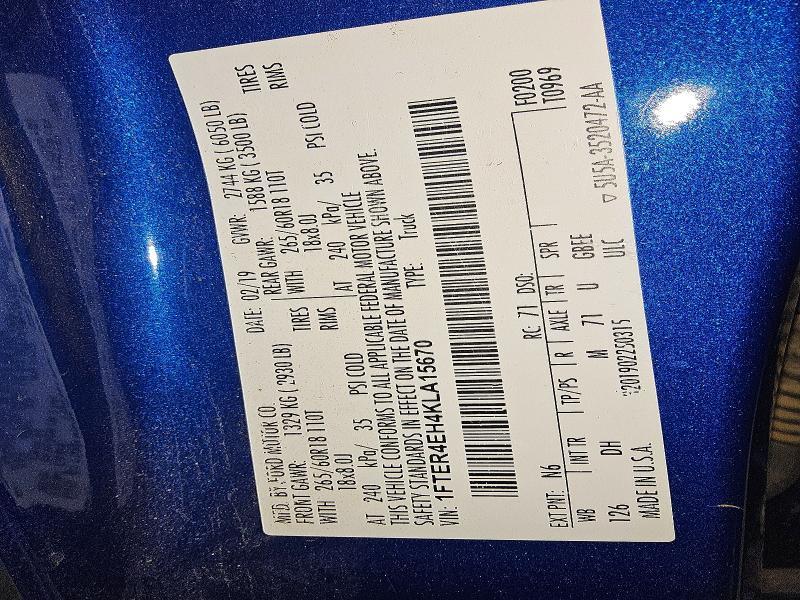 MFD. BY FORD MOTOR CO.
DATE: 02/19 GVWR: 2744 KG ( 6050 LB)
FRONT GAWR: 1329 KG ( 2930 LB) REAR GAWR: 1588 KG ( 3500 LB)
WITH 265/60R18 110T TIRES WITH 265/60R18 110T TIRES
18x8.0J RIMS 18x8.0J RIMS
AT 240 kPa/ 35 PSI COLD AT 240 kPa/ 35 PSI COLD
THIS VEHICLE CONFORMS TO ALL APPLICABLE FEDERAL MOTOR VEHICLE
SAFETY STANDARDS IN EFFECT ON THE DATE OF MANUFACTURE SHOWN ABOVE.
VIN: 1FTER4EH4KLA15670 TYPE: Truck
F0200
T0969
EXT PNT: N6 RC: 71 DSO:
WB INT TR TP/PS R AXLE TR SPR
126 DH M 71 U GBEE
201902250315 ULC
MADE IN U.S.A. 5U5A-3520472-AA